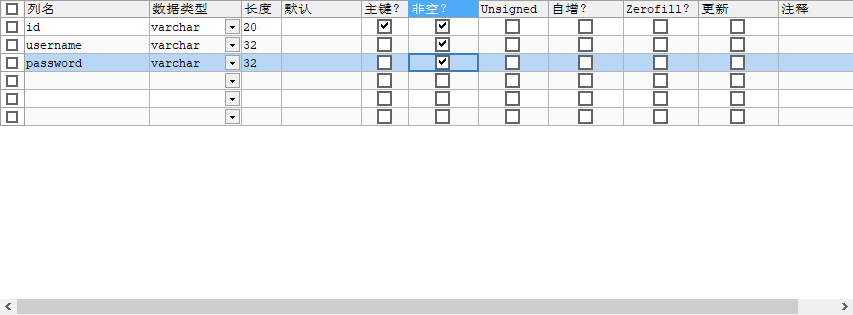 列名 数据类型 长度 默认 主键? 非空? Unsigned 自增? Zerofill? 更新 注释
id varchar 20
username varchar 32
password varchar 32